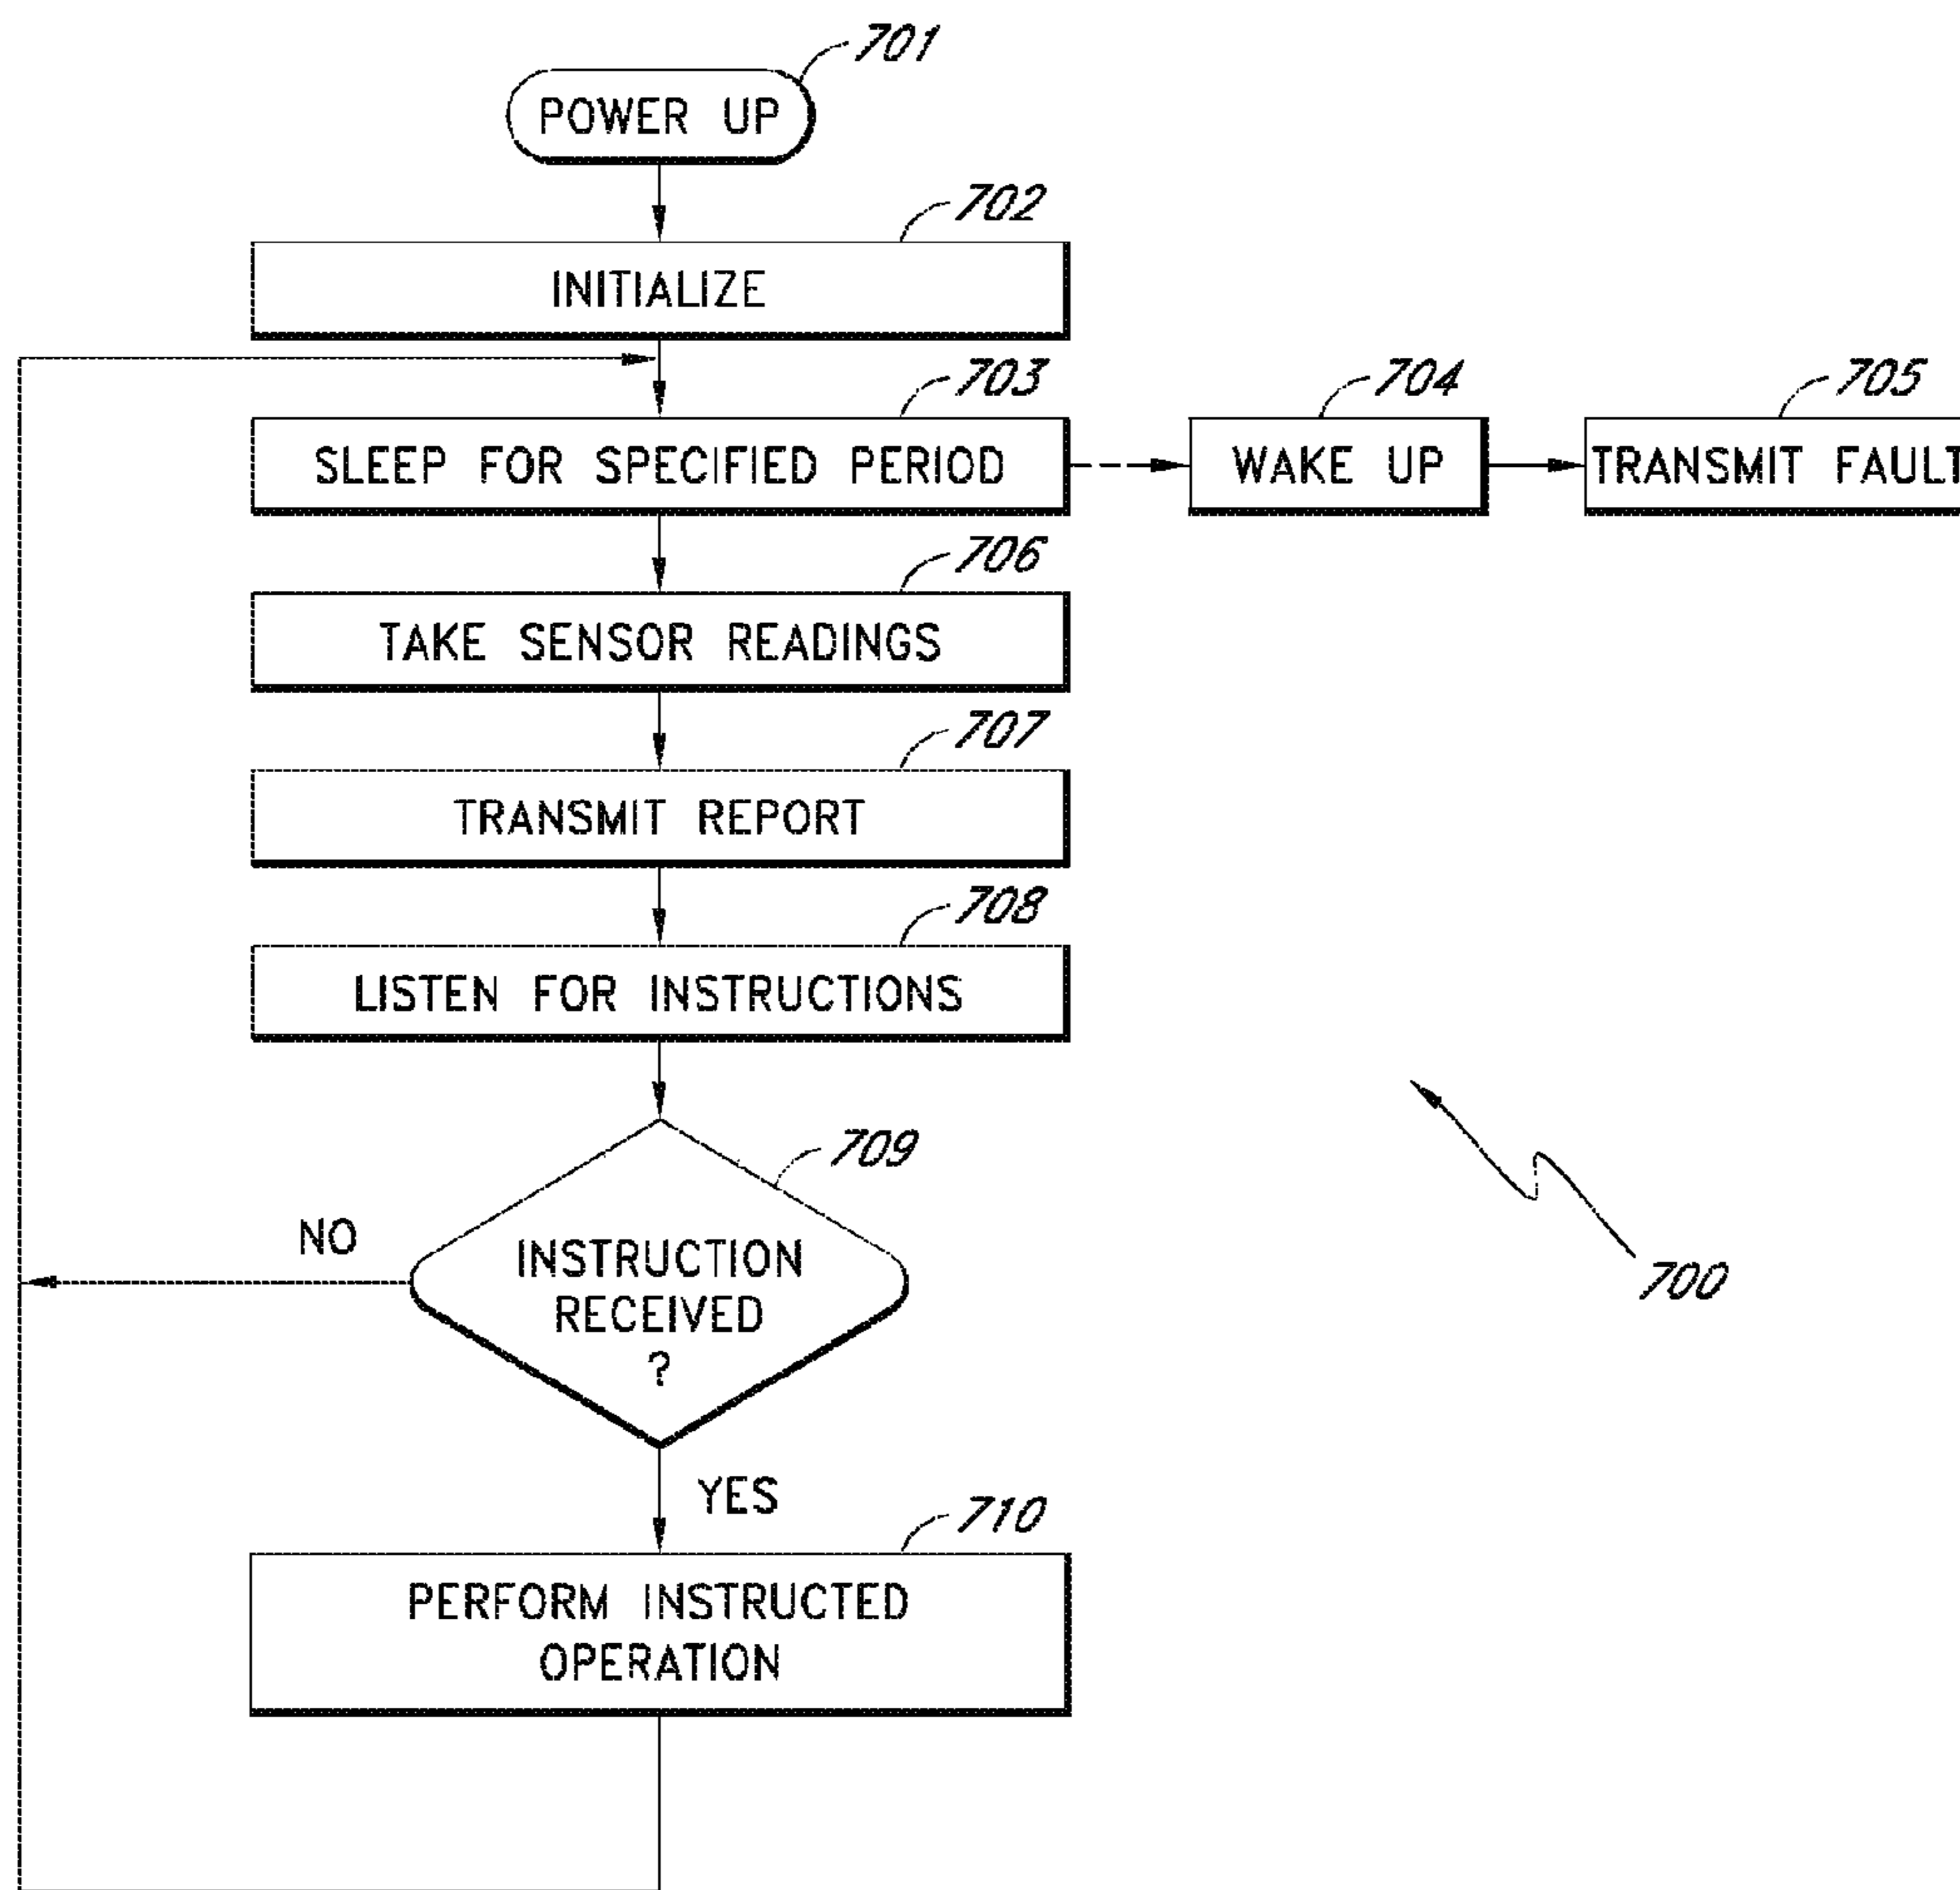 701
POWER UP
702
INITIALIZE
703
SLEEP FOR SPECIFIED PERIOD
704
WAKE UP
705
TRANSMIT FAULT
706
TAKE SENSOR READINGS
707
TRANSMIT REPORT
708
LISTEN FOR INSTRUCTIONS
709
INSTRUCTION
RECEIVED
?
NO
YES
700
710
PERFORM INSTRUCTED
OPERATION